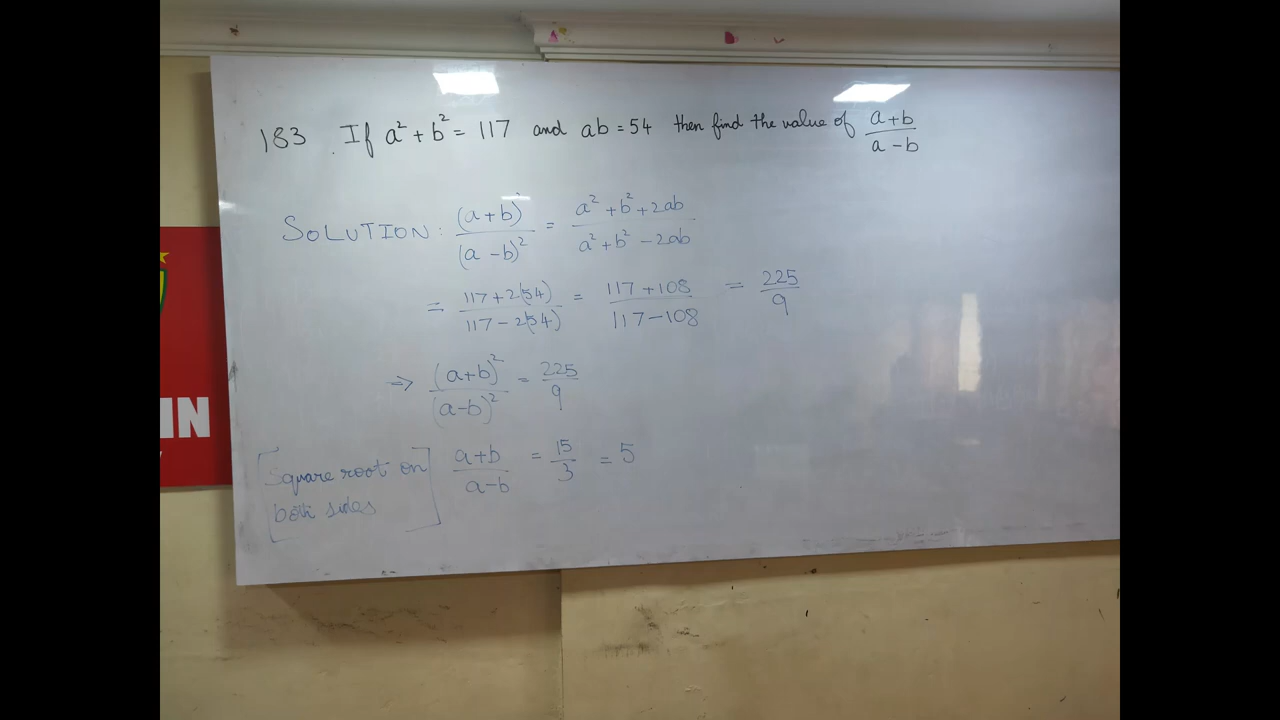 183 . If a² + b² = 117 and ab = 54 then find the value of (a+b)/(a-b)
SOLUTION: (a+b)²/(a-b)² = (a²+b²+2ab)/(a²+b²-2ab)
= (117+2(54))/(117-2(54)) = (117+108)/(117-108) = 225/9
⇒ (a+b)²/(a-b)² = 225/9
[Square root on both sides] (a+b)/(a-b) = 15/3 = 5
IN